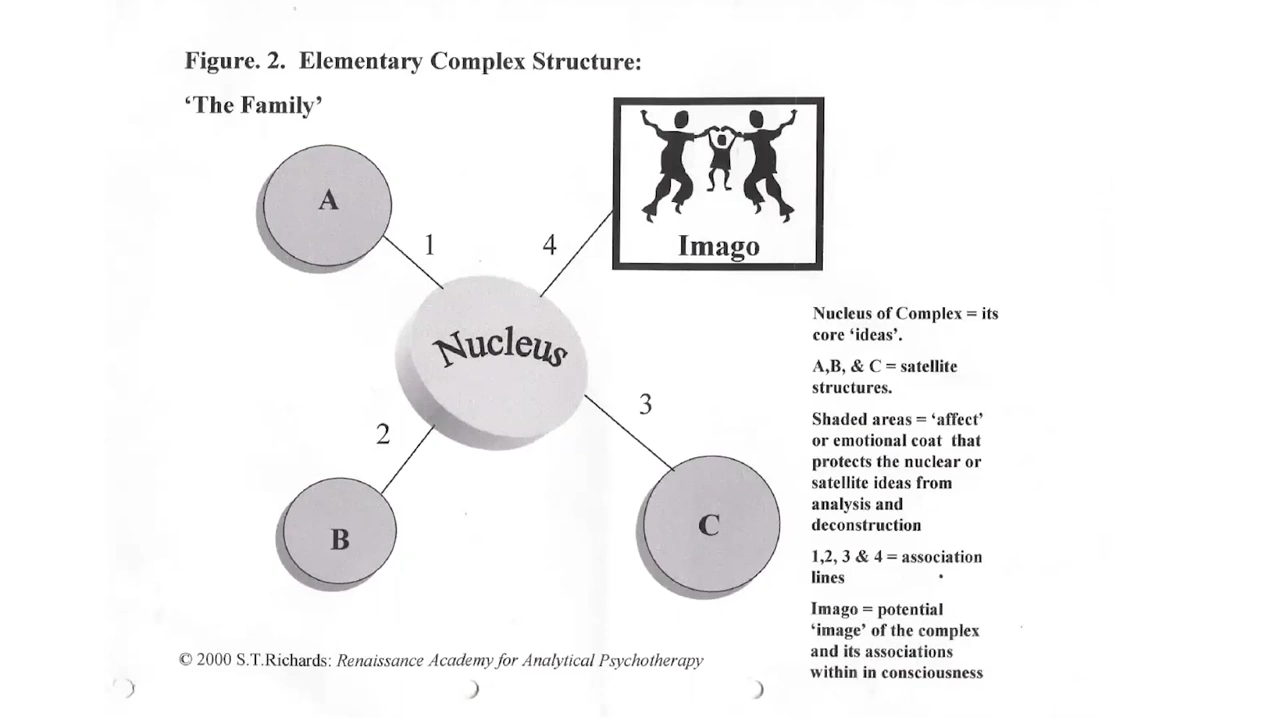 Figure. 2. Elementary Complex Structure:
‘The Family’
A
1
4
Imago
Nucleus
2
3
B
C
Nucleus of Complex = its
core ‘ideas’.
A,B, & C = satellite
structures.
Shaded areas = ‘affect’
or emotional coat that
protects the nuclear or
satellite ideas from
analysis and
deconstruction
1,2, 3 & 4 = association
lines
Imago = potential
‘image’ of the complex
and its associations
within in consciousness
© 2000 S.T.Richards: Renaissance Academy for Analytical Psychotherapy